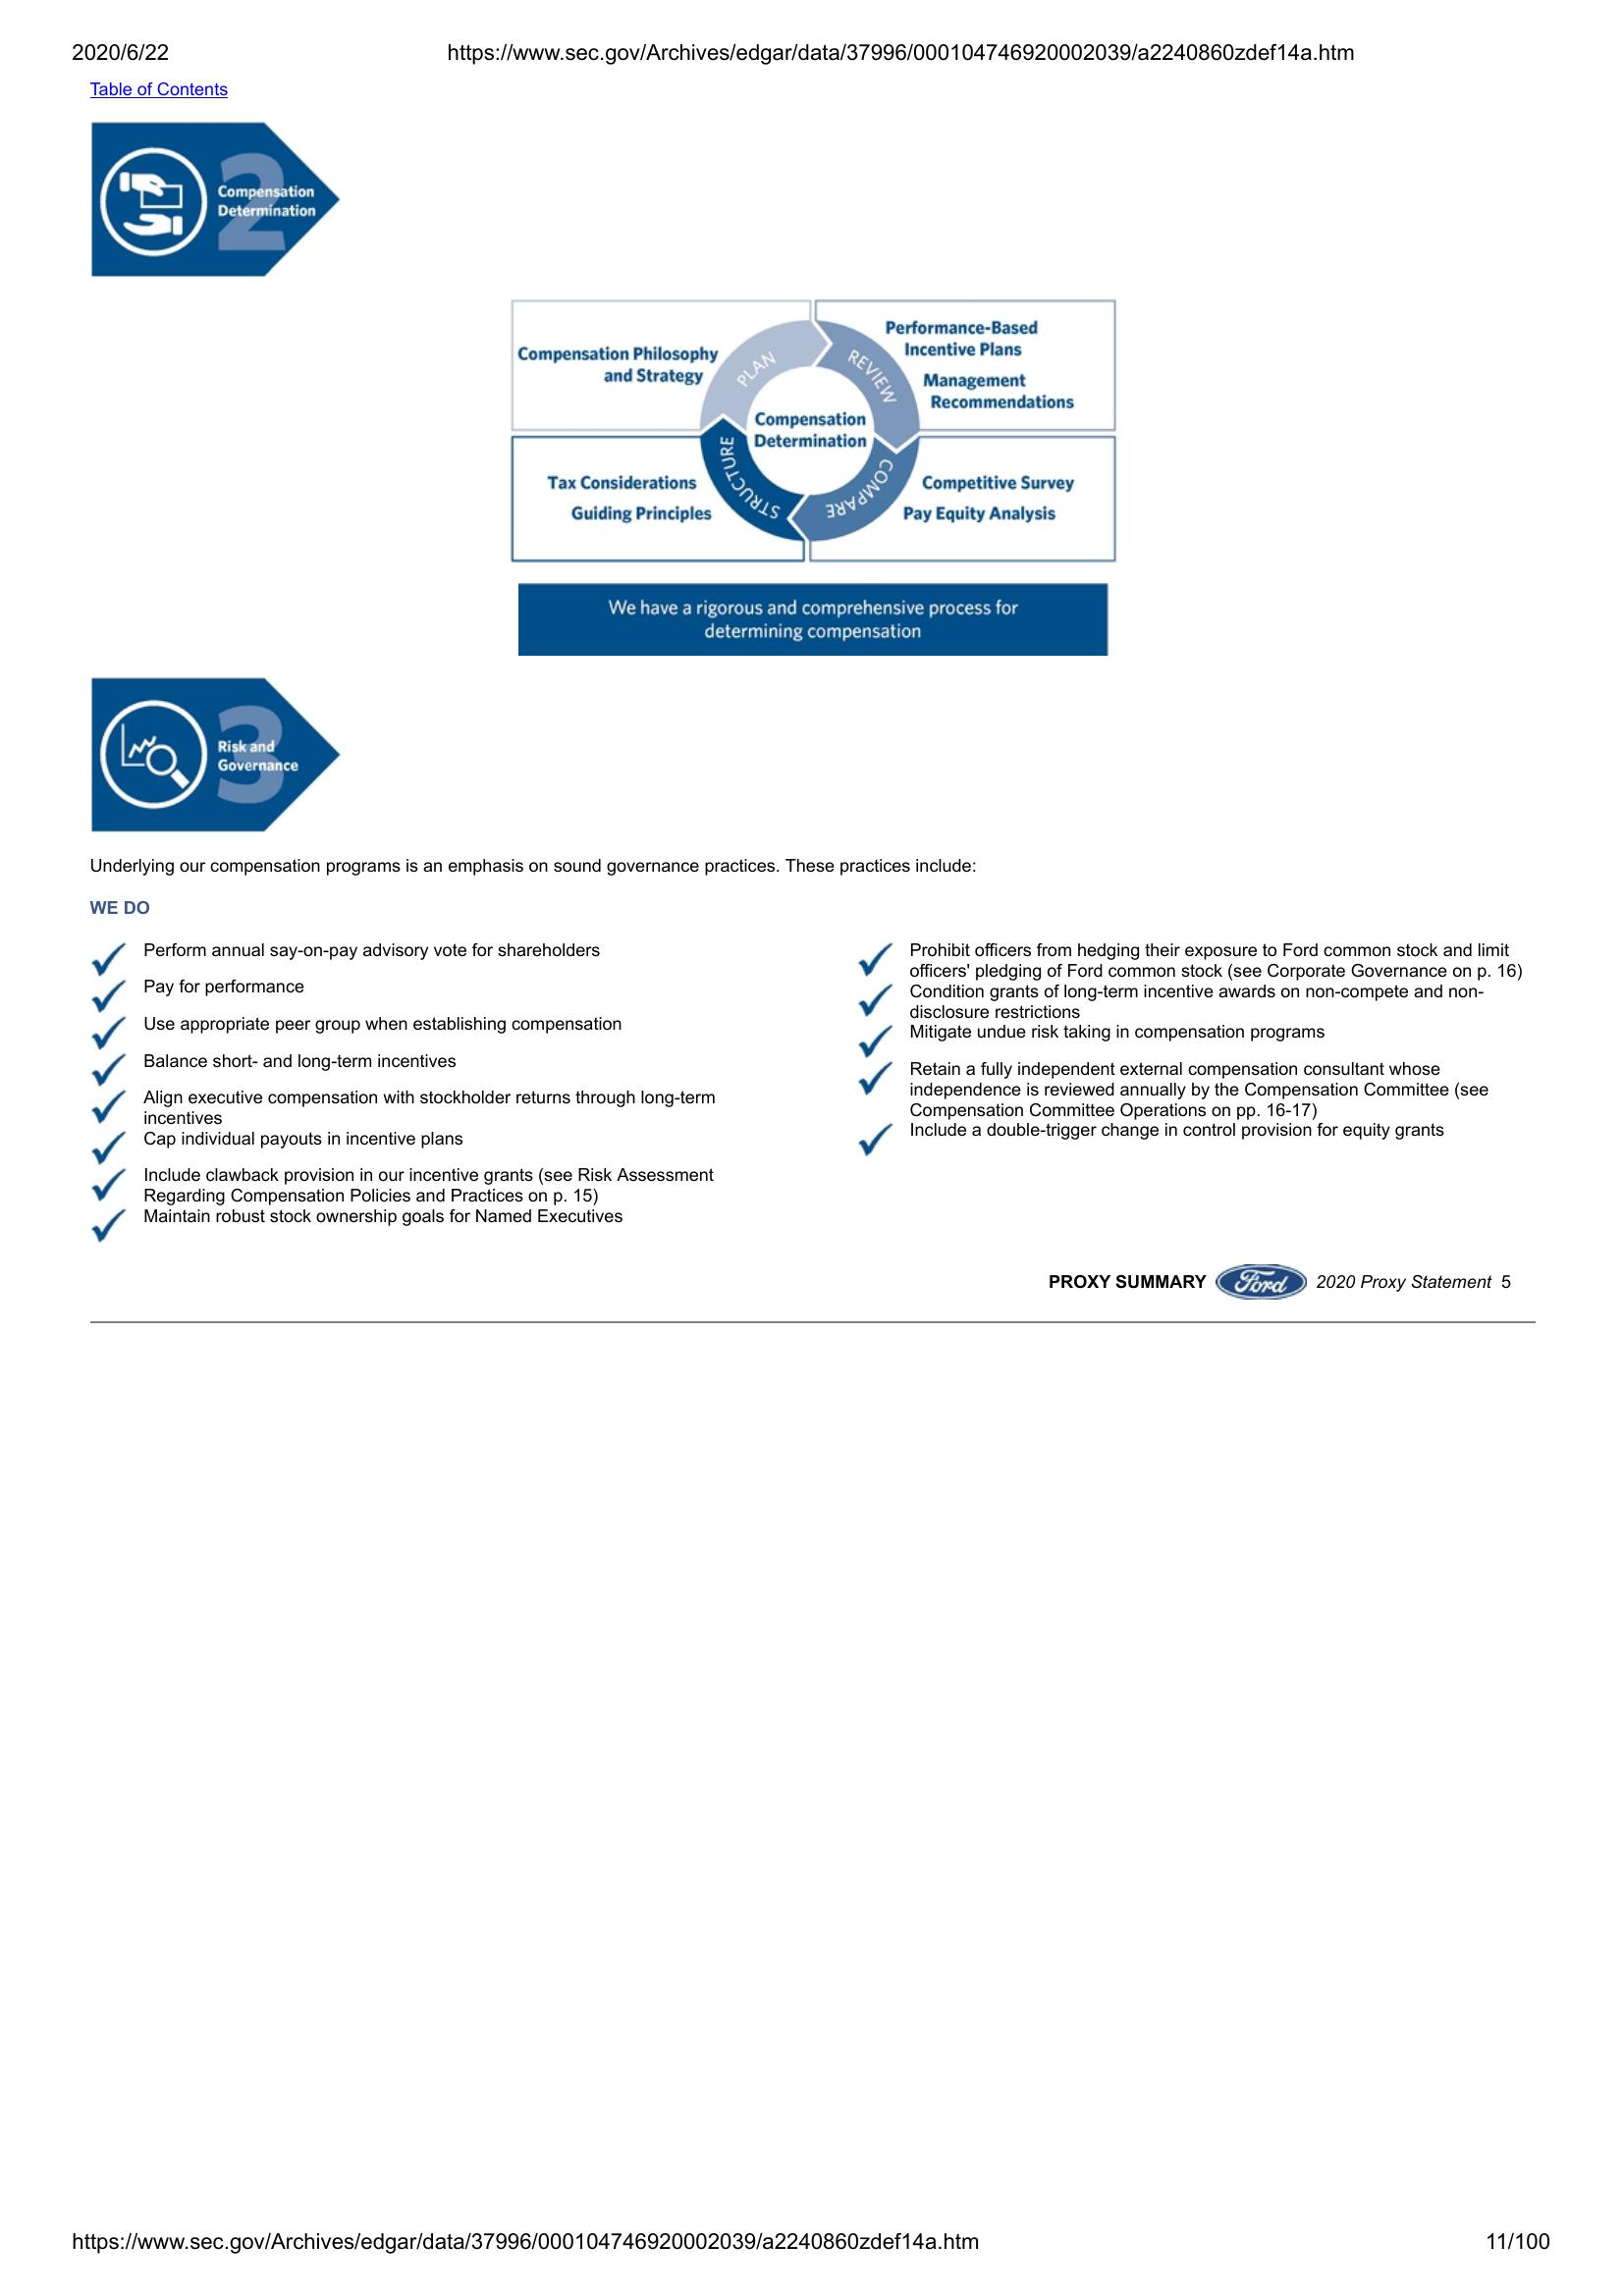 2020/6/22
https://www.sec.gov/Archives/edgar/data/37996/000104746920002039/a2240860zdef14a.htm
Table of Contents
2
Compensation
Determination
Compensation Philosophy
and Strategy
PLAN
REVIEW
Performance-Based
Incentive Plans
Management
Recommendations
Compensation
Determination
STRUCTURE
COMPARE
Tax Considerations
Guiding Principles
Competitive Survey
Pay Equity Analysis
We have a rigorous and comprehensive process for
determining compensation
3
Risk and
Governance
Underlying our compensation programs is an emphasis on sound governance practices. These practices include:
WE DO
Perform annual say-on-pay advisory vote for shareholders
Pay for performance
Use appropriate peer group when establishing compensation
Balance short- and long-term incentives
Align executive compensation with stockholder returns through long-term
incentives
Cap individual payouts in incentive plans
Include clawback provision in our incentive grants (see Risk Assessment
Regarding Compensation Policies and Practices on p. 15)
Maintain robust stock ownership goals for Named Executives
Prohibit officers from hedging their exposure to Ford common stock and limit
officers' pledging of Ford common stock (see Corporate Governance on p. 16)
Condition grants of long-term incentive awards on non-compete and non-
disclosure restrictions
Mitigate undue risk taking in compensation programs
Retain a fully independent external compensation consultant whose
independence is reviewed annually by the Compensation Committee (see
Compensation Committee Operations on pp. 16-17)
Include a double-trigger change in control provision for equity grants
PROXY SUMMARY Ford 2020 Proxy Statement 5
https://www.sec.gov/Archives/edgar/data/37996/000104746920002039/a2240860zdef14a.htm
11/100